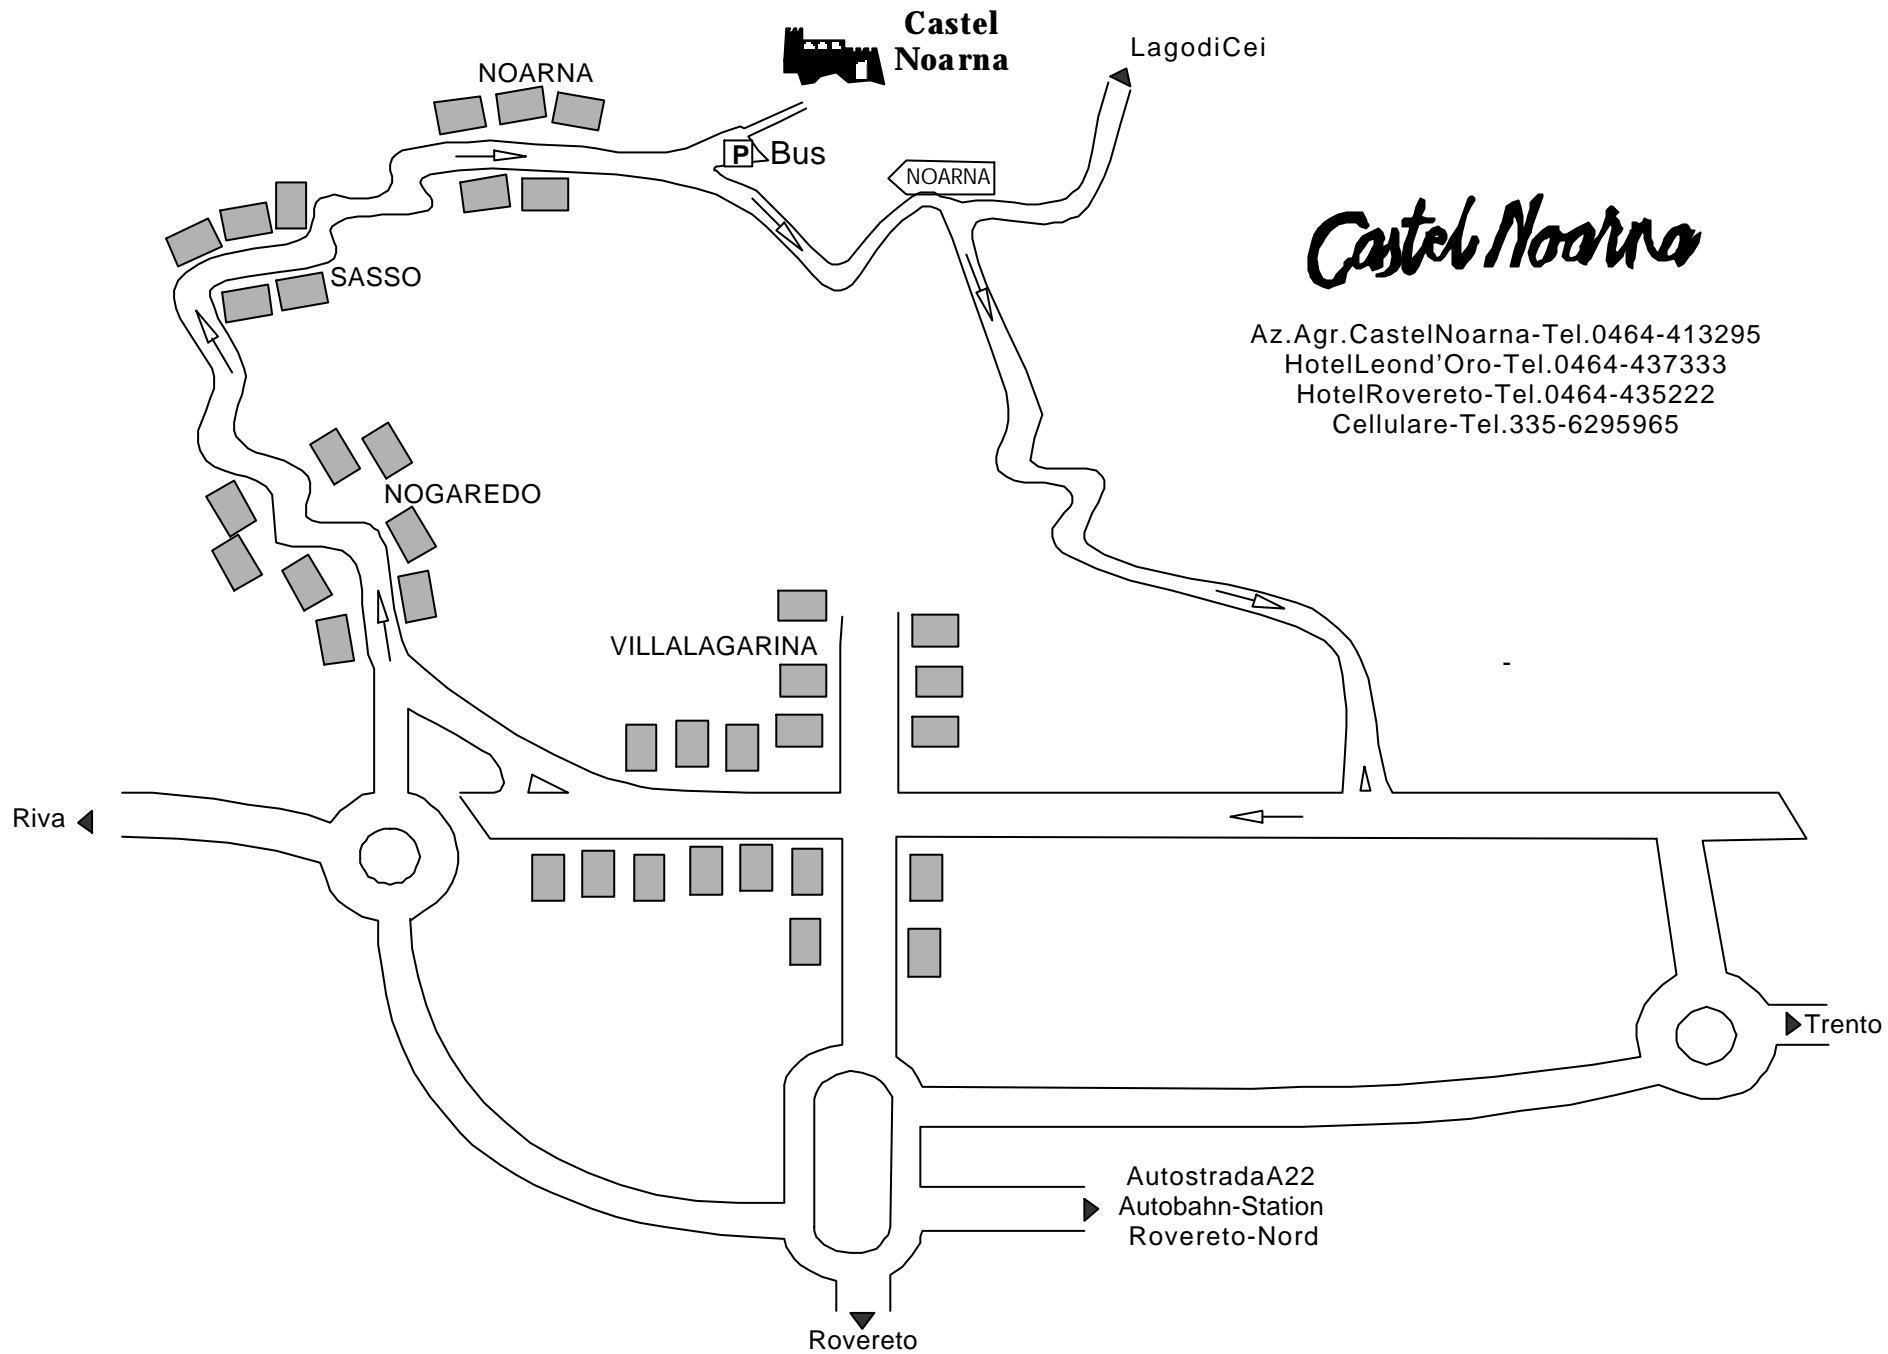 Castel
Noarna
LagodiCei
NOARNA
P Bus
NOARNA
Castel Noarna
SASSO
Az.Agr.CastelNoarna-Tel.0464-413295
HotelLeond’Oro-Tel.0464-437333
HotelRovereto-Tel.0464-435222
Cellulare-Tel.335-6295965
NOGAREDO
VILLALAGARINA
-
Riva
Trento
AutostradaA22
Autobahn-Station
Rovereto-Nord
Rovereto